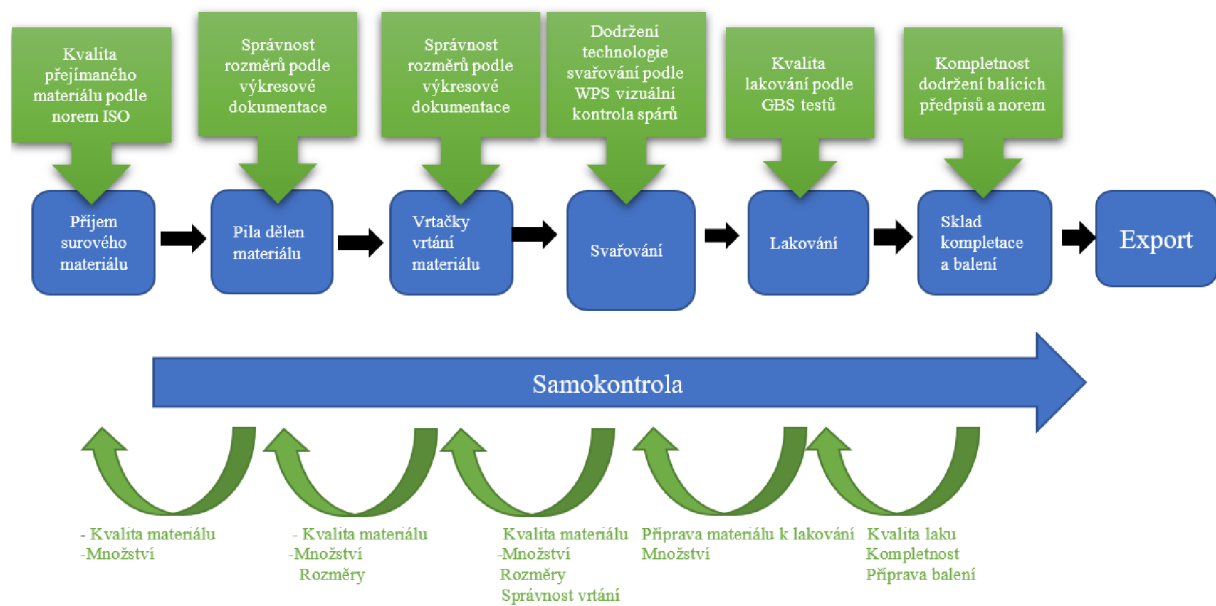 Kvalita
přejímaného
materiálu podle
norem ISO
Správnost
rozměrů podle
výkresové
dokumentace
Správnost
rozměrů podle
výkresové
dokumentace
Dodržení
technologie
svařování podle
WPS vizuální
kontrola spárů
Kvalita
lakování podle
GBS testů
Kompletnost
dodržení balících
předpisů a norem
Příjem
surového
materiálu
Pila dělen
materiálu
Vrtačky
vrtání
materiálu
Svařování
Lakování
Sklad
kompletace
a balení
Export
Samokontrola
- Kvalita materiálu
-Množství
- Kvalita materiálu
-Množství
Rozměry
Kvalita materiálu
-Množství
Rozměry
Správnost vrtání
Příprava materiálu k lakování
Množství
Kvalita laku
Kompletnost
Příprava balení